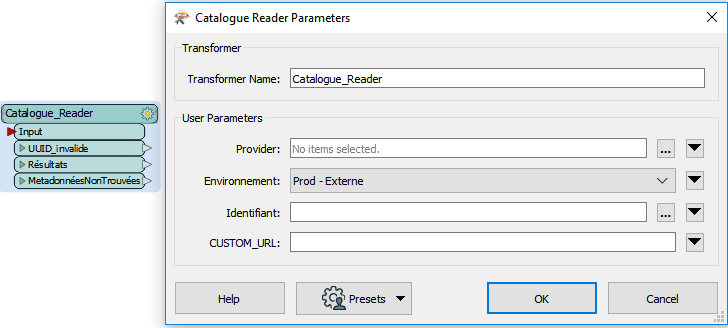 Catalogue_Reader
Input
UUID_invalide
Résultats
MetadonnéesNonTrouvées
Catalogue Reader Parameters
Transformer
Transformer Name: Catalogue_Reader
User Parameters
Provider: No items selected. ...
Environnement: Prod - Externe
Identifiant: ...
CUSTOM_URL:
Help Presets OK Cancel